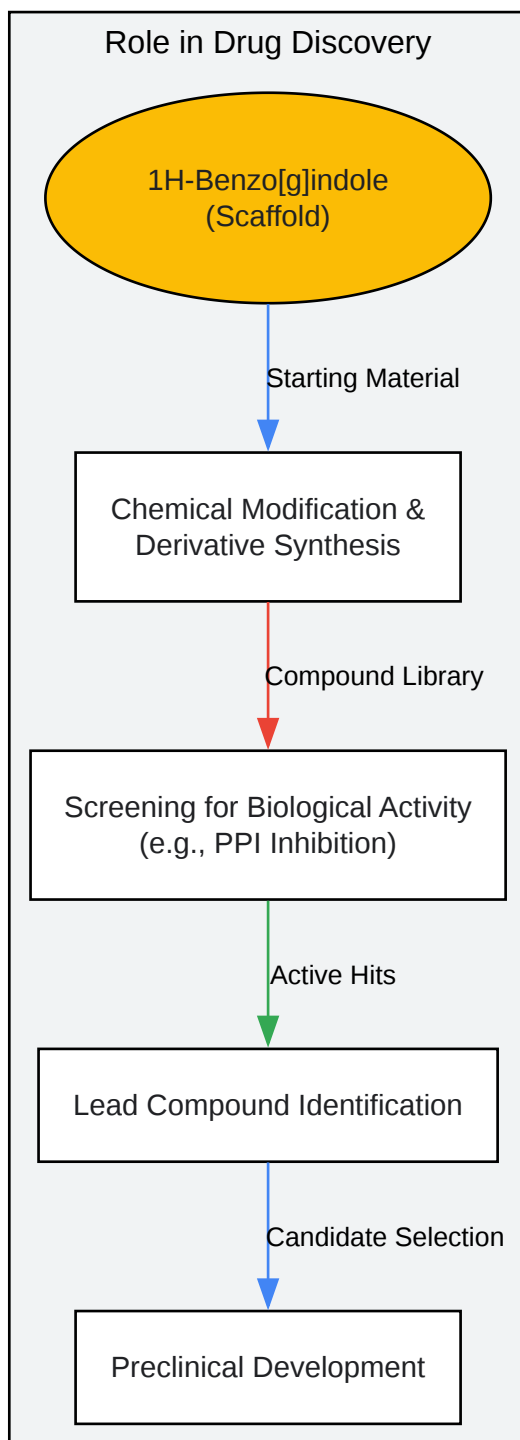 Role in Drug Discovery
1H-Benzo[g]indole
(Scaffold)
Starting Material
Chemical Modification &
Derivative Synthesis
Compound Library
Screening for Biological Activity
(e.g., PPI Inhibition)
Active Hits
Lead Compound Identification
Candidate Selection
Preclinical Development